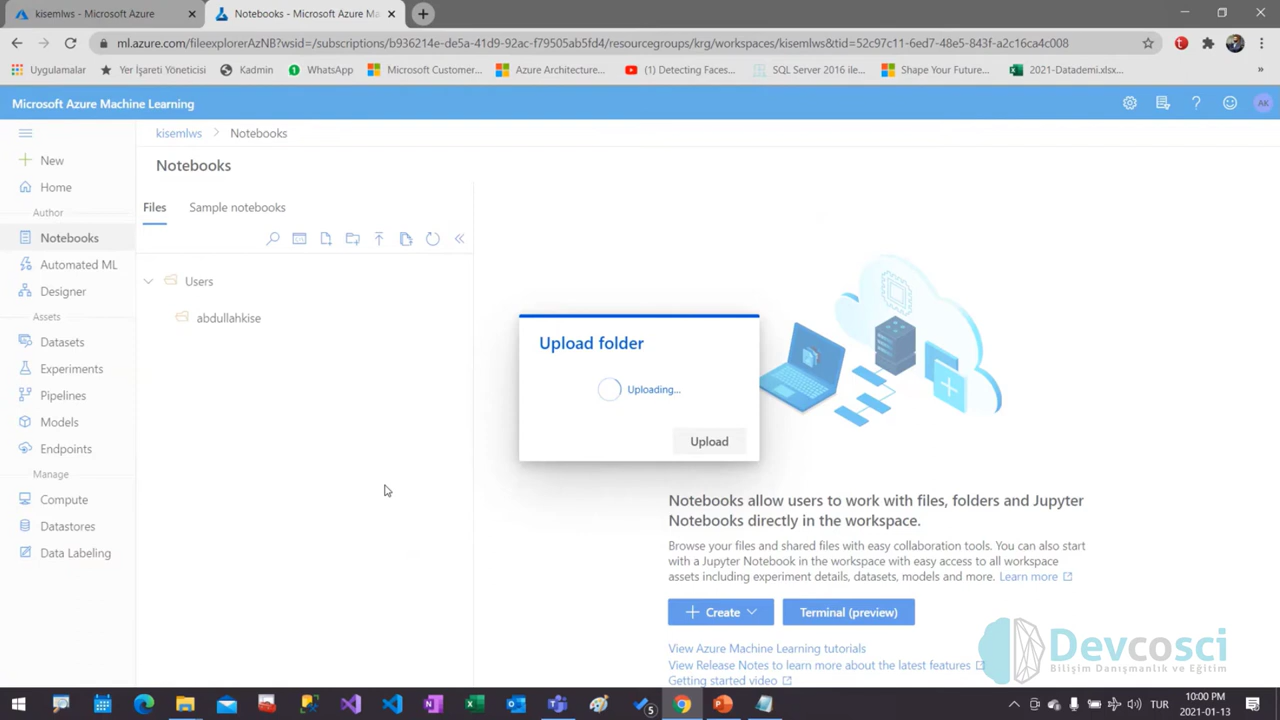 kisemlws - Microsoft Azure
Notebooks - Microsoft Azure Ma
ml.azure.com/fileexplorerAzNB?wsid=/subscriptions/b936214e-de5a-41d9-92ac-f79505ab5fd4/resourcegroups/krg/workspaces/kisemlws&tid=52c97c11-6ed7-48e5-843f-a2c16ca4c008
Uygulamalar
Yer İşareti Yöneticisi
Kadmin
WhatsApp
Microsoft Customer...
Azure Architecture...
(1) Detecting Faces...
SQL Server 2016 ile...
Shape Your Future...
2021-Datademi.xlsx...
»
Microsoft Azure Machine Learning
AK
kisemlws > Notebooks
New
Home
Author
Notebooks
Automated ML
Designer
Assets
Datasets
Experiments
Pipelines
Models
Endpoints
Manage
Compute
Datastores
Data Labeling
Notebooks
Files
Sample notebooks
Users
abdullahkise
Upload folder
Uploading...
Upload
Notebooks allow users to work with files, folders and Jupyter
Notebooks directly in the workspace.
Browse your files and shared files with easy collaboration tools. You can also start
with a Jupyter Notebook in the workspace with easy access to all workspace
assets including experiment details, datasets, models and more. Learn more
Create
Terminal (preview)
View Azure Machine Learning tutorials
View Release Notes to learn more about the latest features
Getting started video
Devcosci
Bilişim Danışmanlık ve Eğitim
5
TUR
10:00 PM
2021-01-13